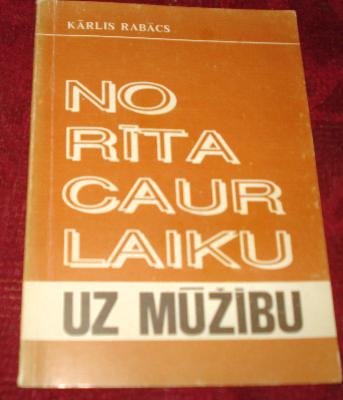 KĀRLIS RABĀCS
NO
RĪTA
CAUR
LAIKU
UZ MŪŽĪBU